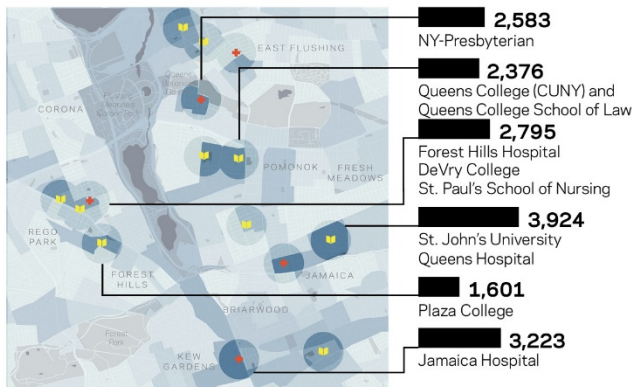 2,583
NY-Presbyterian
2,376
Queens College (CUNY) and
Queens College School of Law
2,795
Forest Hills Hospital
DeVry College
St. Paul's School of Nursing
3,924
St. John's University
Queens Hospital
1,601
Plaza College
3,223
Jamaica Hospital
EAST FLUSHING
CORONA
POMONOK
FRESH
MEADOWS
REGO
PARK
FOREST
HILLS
JAMAICA
BRIARWOOD
Forest
Park
KEW
GARDENS